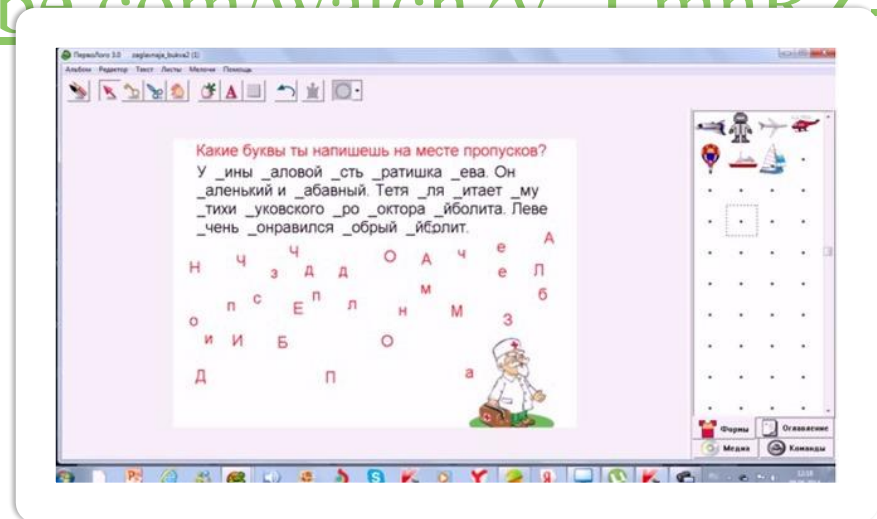 ПервоЛого 3.0 zaglavnaja_bukva2 (1)
Альбом Редактор Текст Листы Мелочи Помощь
Какие буквы ты напишешь на месте пропусков?
У _ины _аловой _сть _ратишка _ева. Он
_аленький и _абавный. Тетя _ля _итает _му
_тихи _уковского _ро _октора _йболита. Леве
_чень _онравился _обрый _йболит.
А
Ч Ч О А ч е
Н з д д е Л
п с Е п л н м М б
о З
и И Б О
Д П а
Формы Оглавление
Медиа Команды